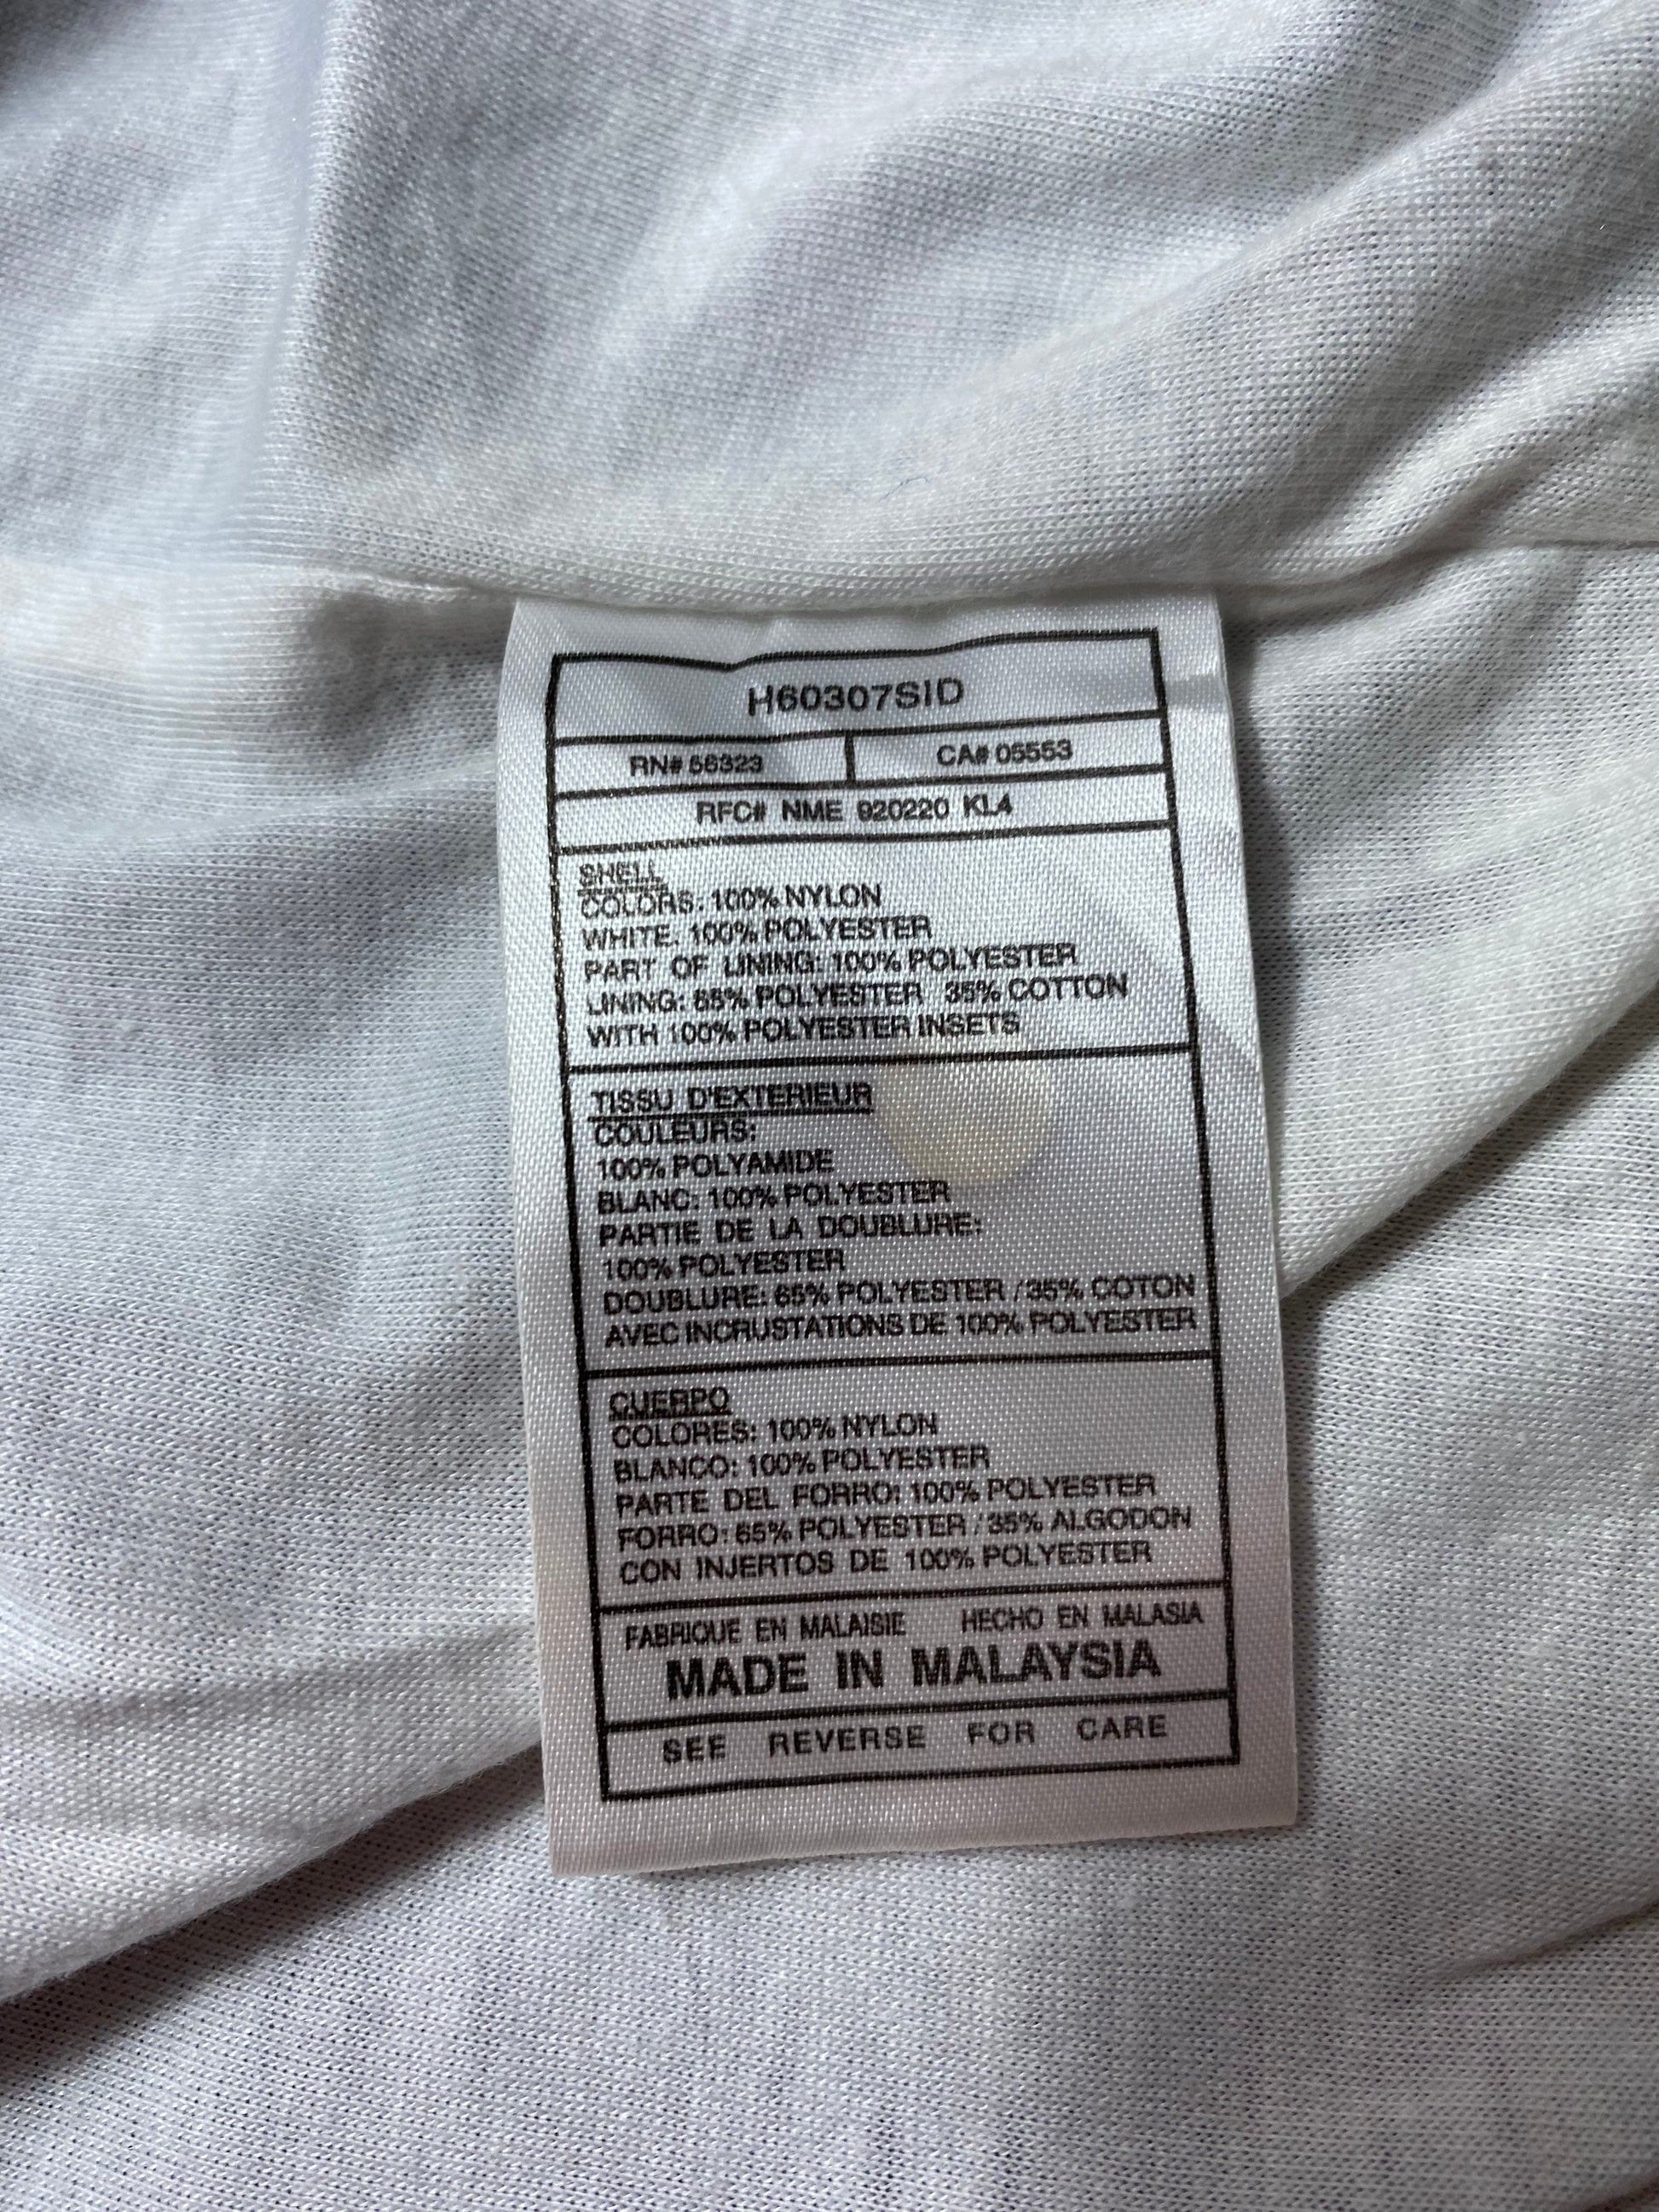 H60307SID
RN# 56323 CA# 05553
RFC# NME 920220 KL4
SHELL
COLORS: 100% NYLON
WHITE: 100% POLYESTER
PART OF LINING: 100% POLYESTER
LINING: 65% POLYESTER 35% COTTON
WITH 100% POLYESTER INSETS
TISSU D'EXTERIEUR
COULEURS:
100% POLYAMIDE
BLANC: 100% POLYESTER
PARTIE DE LA DOUBLURE:
100% POLYESTER
DOUBLURE: 65% POLYESTER / 35% COTON
AVEC INCRUSTATIONS DE 100% POLYESTER
CUERPO
COLORES: 100% NYLON
BLANCO: 100% POLYESTER
PARTE DEL FORRO: 100% POLYESTER
FORRO: 65% POLYESTER / 35% ALGODON
CON INJERTOS DE 100% POLYESTER
FABRIQUE EN MALAISIE HECHO EN MALASIA
MADE IN MALAYSIA
SEE REVERSE FOR CARE